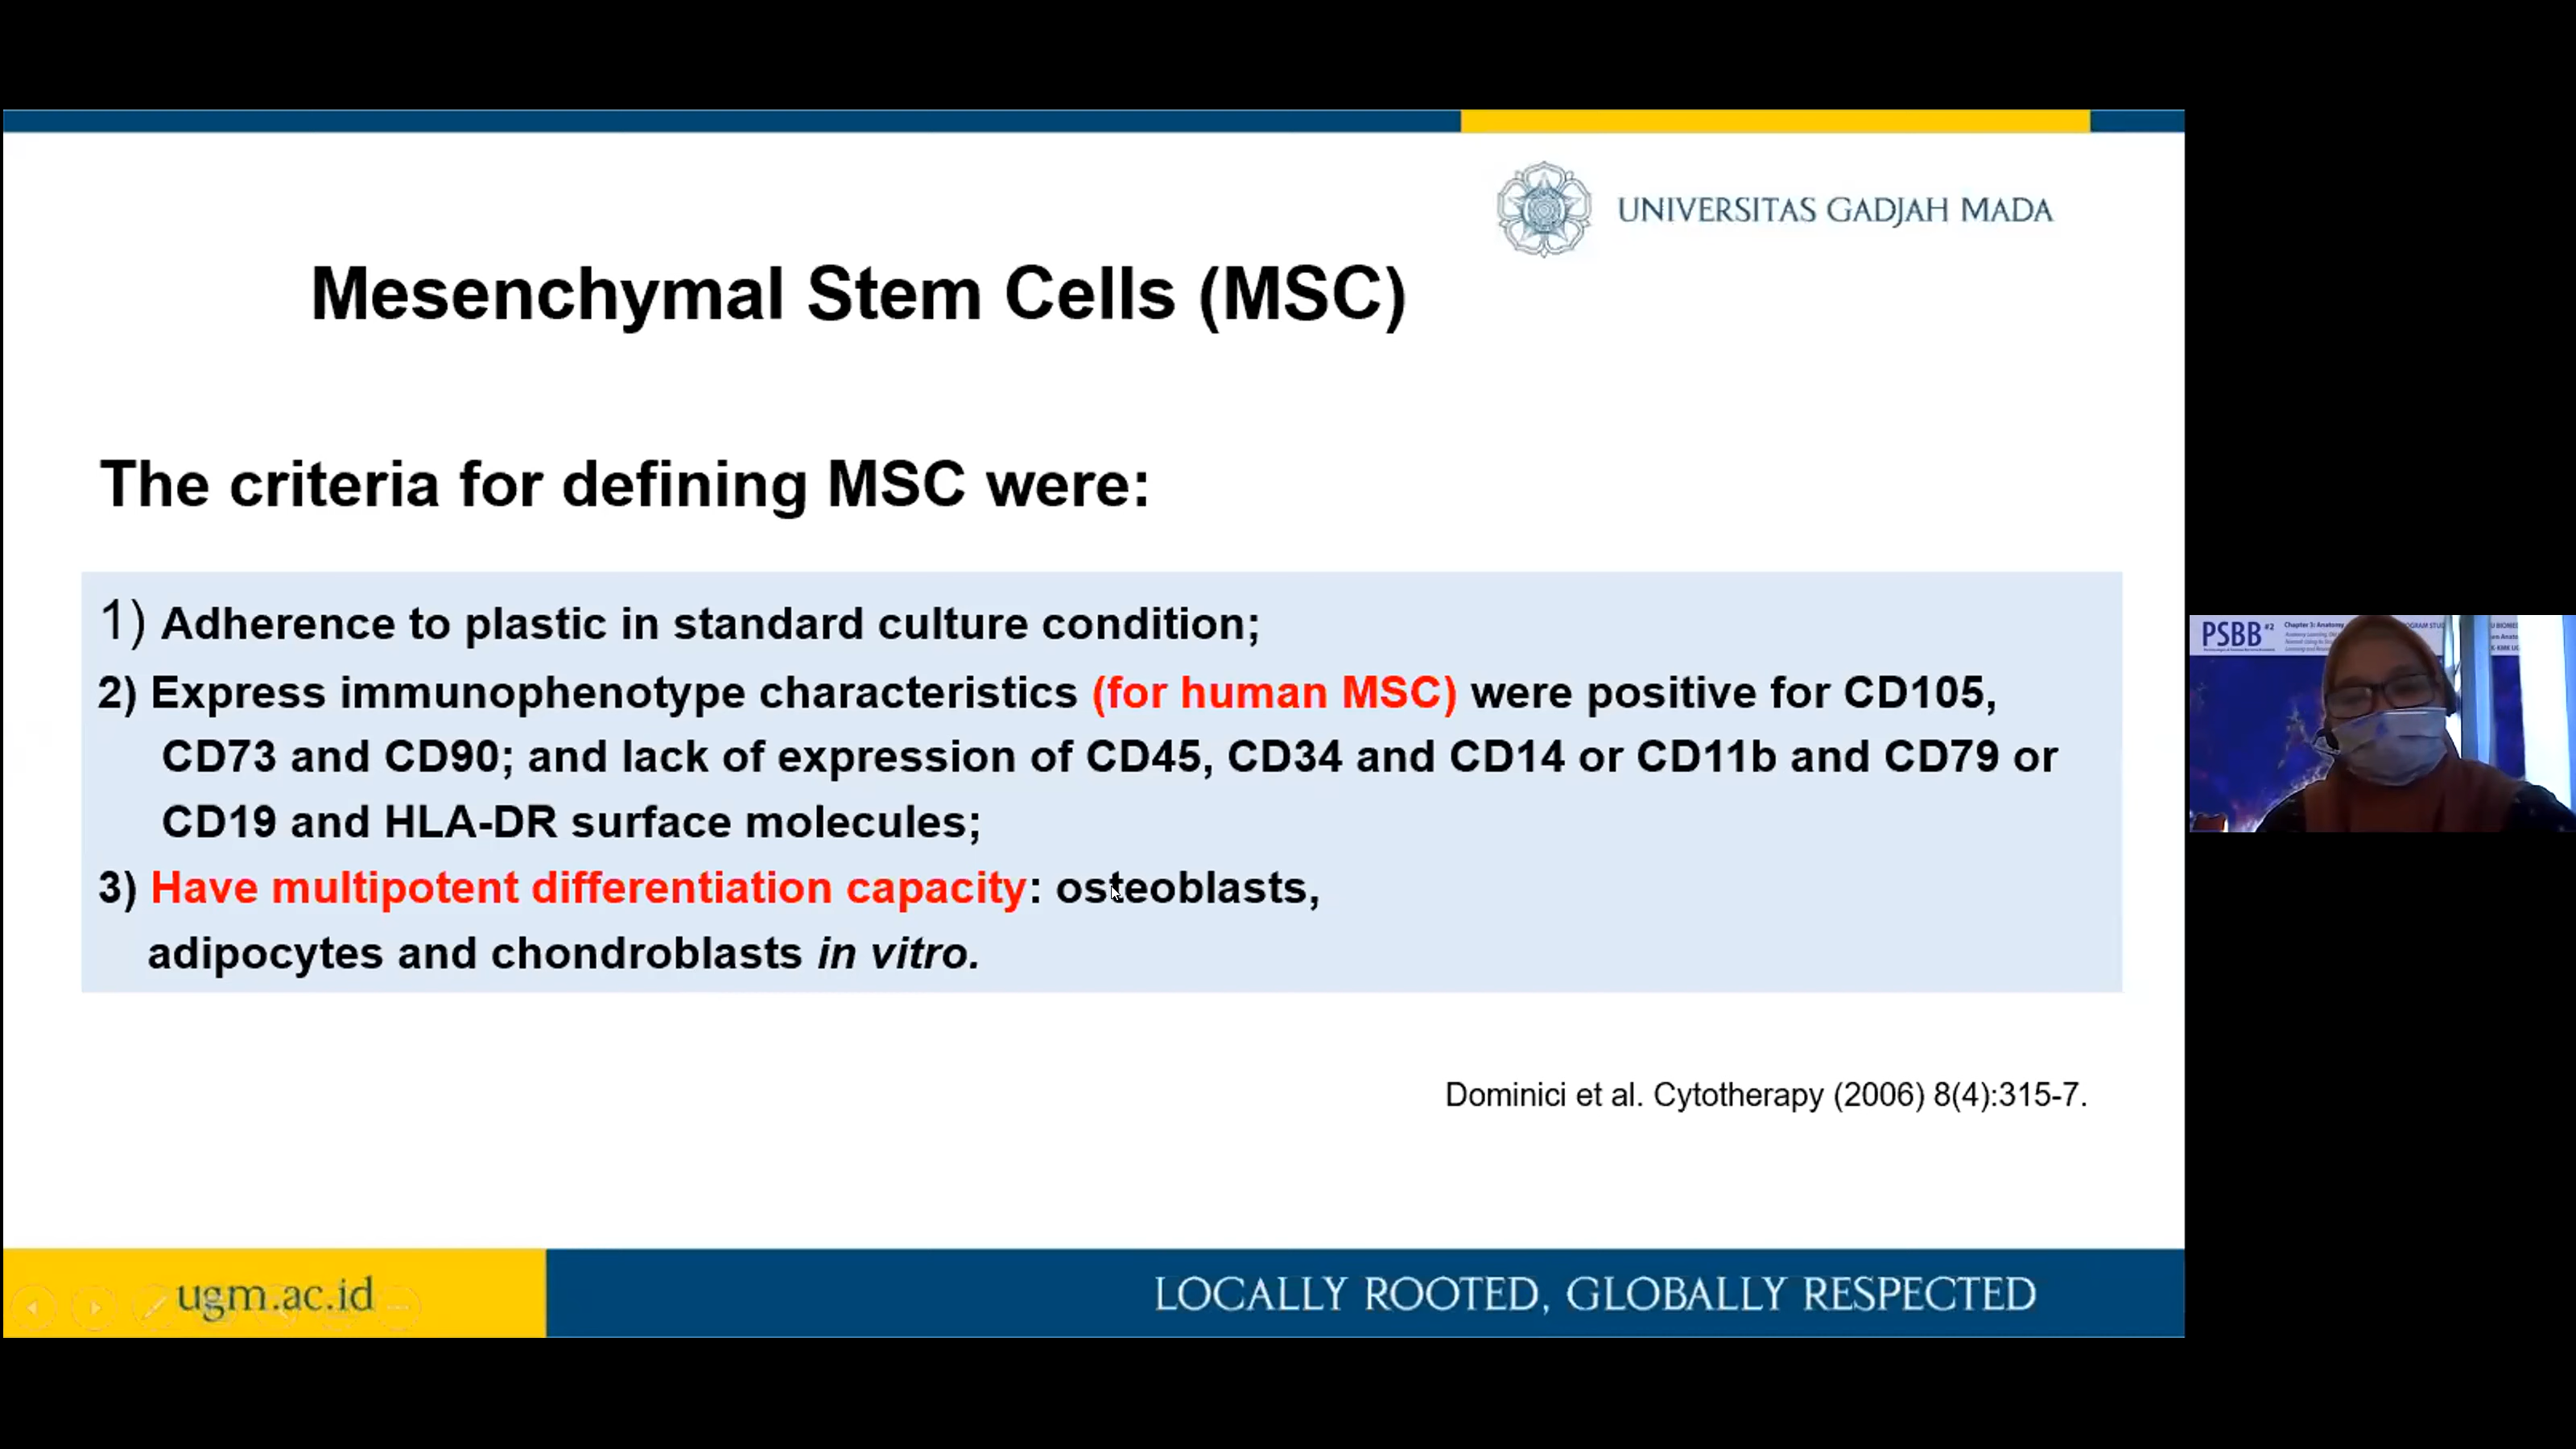 UNIVERSITAS GADJAH MADA
Mesenchymal Stem Cells (MSC)
The criteria for defining MSC were:
1) Adherence to plastic in standard culture condition;
2) Express immunophenotype characteristics (for human MSC) were positive for CD105,
CD73 and CD90; and lack of expression of CD45, CD34 and CD14 or CD11b and CD79 or
CD19 and HLA-DR surface molecules;
3) Have multipotent differentiation capacity: osteoblasts,
adipocytes and chondroblasts in vitro.
Dominici et al. Cytotherapy (2006) 8(4):315-7.
ugm.ac.id
LOCALLY ROOTED, GLOBALLY RESPECTED
PSBB #2
Chapter 3: Anatomy